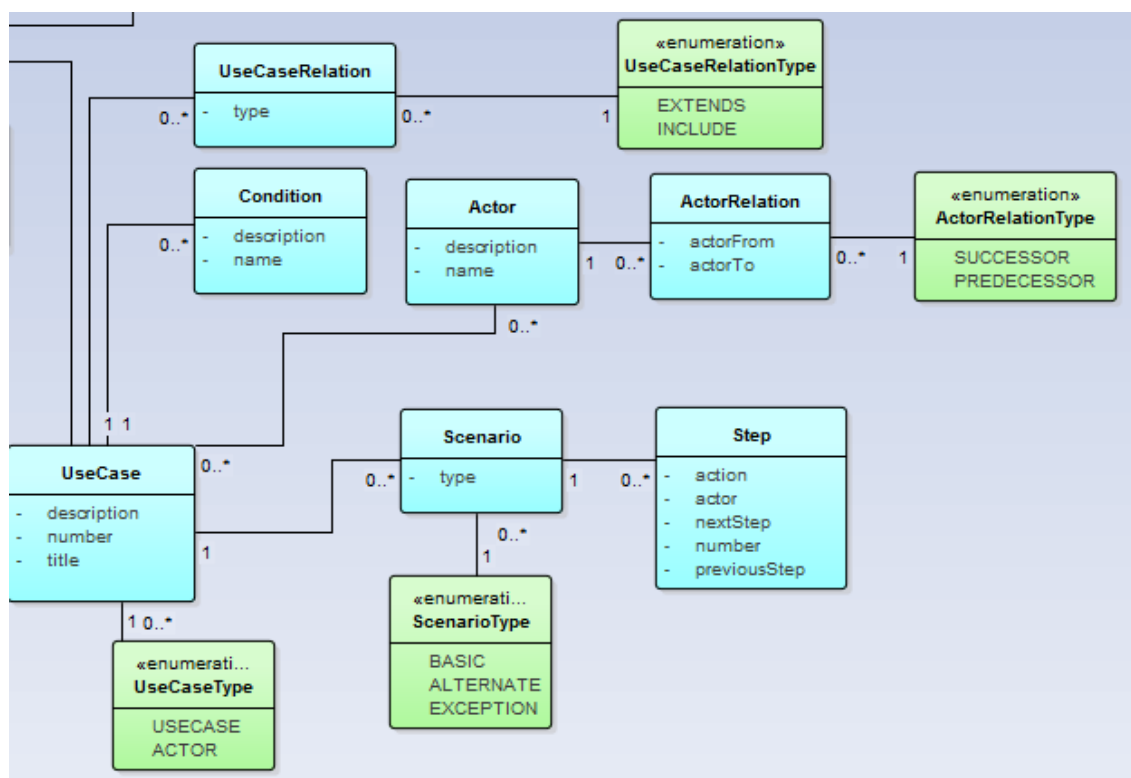 «enumeration»
UseCaseRelationType
EXTENDS
INCLUDE
UseCaseRelation
- type
0..*
0..*
1
Condition
- description
- name
0..*
Actor
- description
- name
1
0..*
ActorRelation
- actorFrom
- actorTo
0..*
1
«enumeration»
ActorRelationType
SUCCESSOR
PREDECESSOR
0..*
1 1
UseCase
- description
- number
- title
0..*
1
0..*
Scenario
- type
1
0..*
Step
- action
- actor
- nextStep
- number
- previousStep
0..*
1
«enumerati...
ScenarioType
BASIC
ALTERNATE
EXCEPTION
1 0..*
«enumerati...
UseCaseType
USECASE
ACTOR